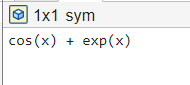 1x1 sym
cos(x) + exp(x)